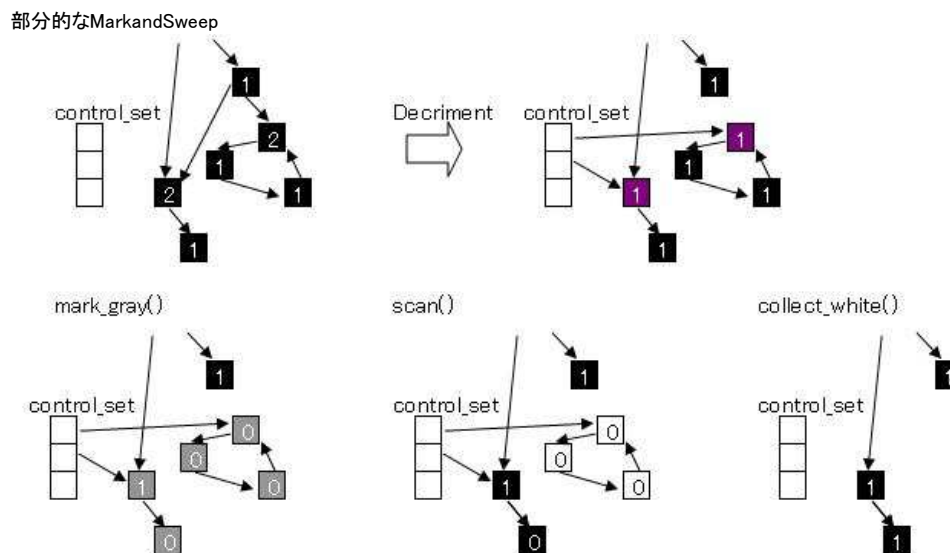 部分的なMarkandSweep
1
control_set
2
1
2
1
1
Decriment
1
control_set
1
1
1
1
1
mark_gray()
1
control_set
0
0
1
0
0
scan()
1
control_set
0
0
1
0
0
collect_white()
1
control_set
1
1